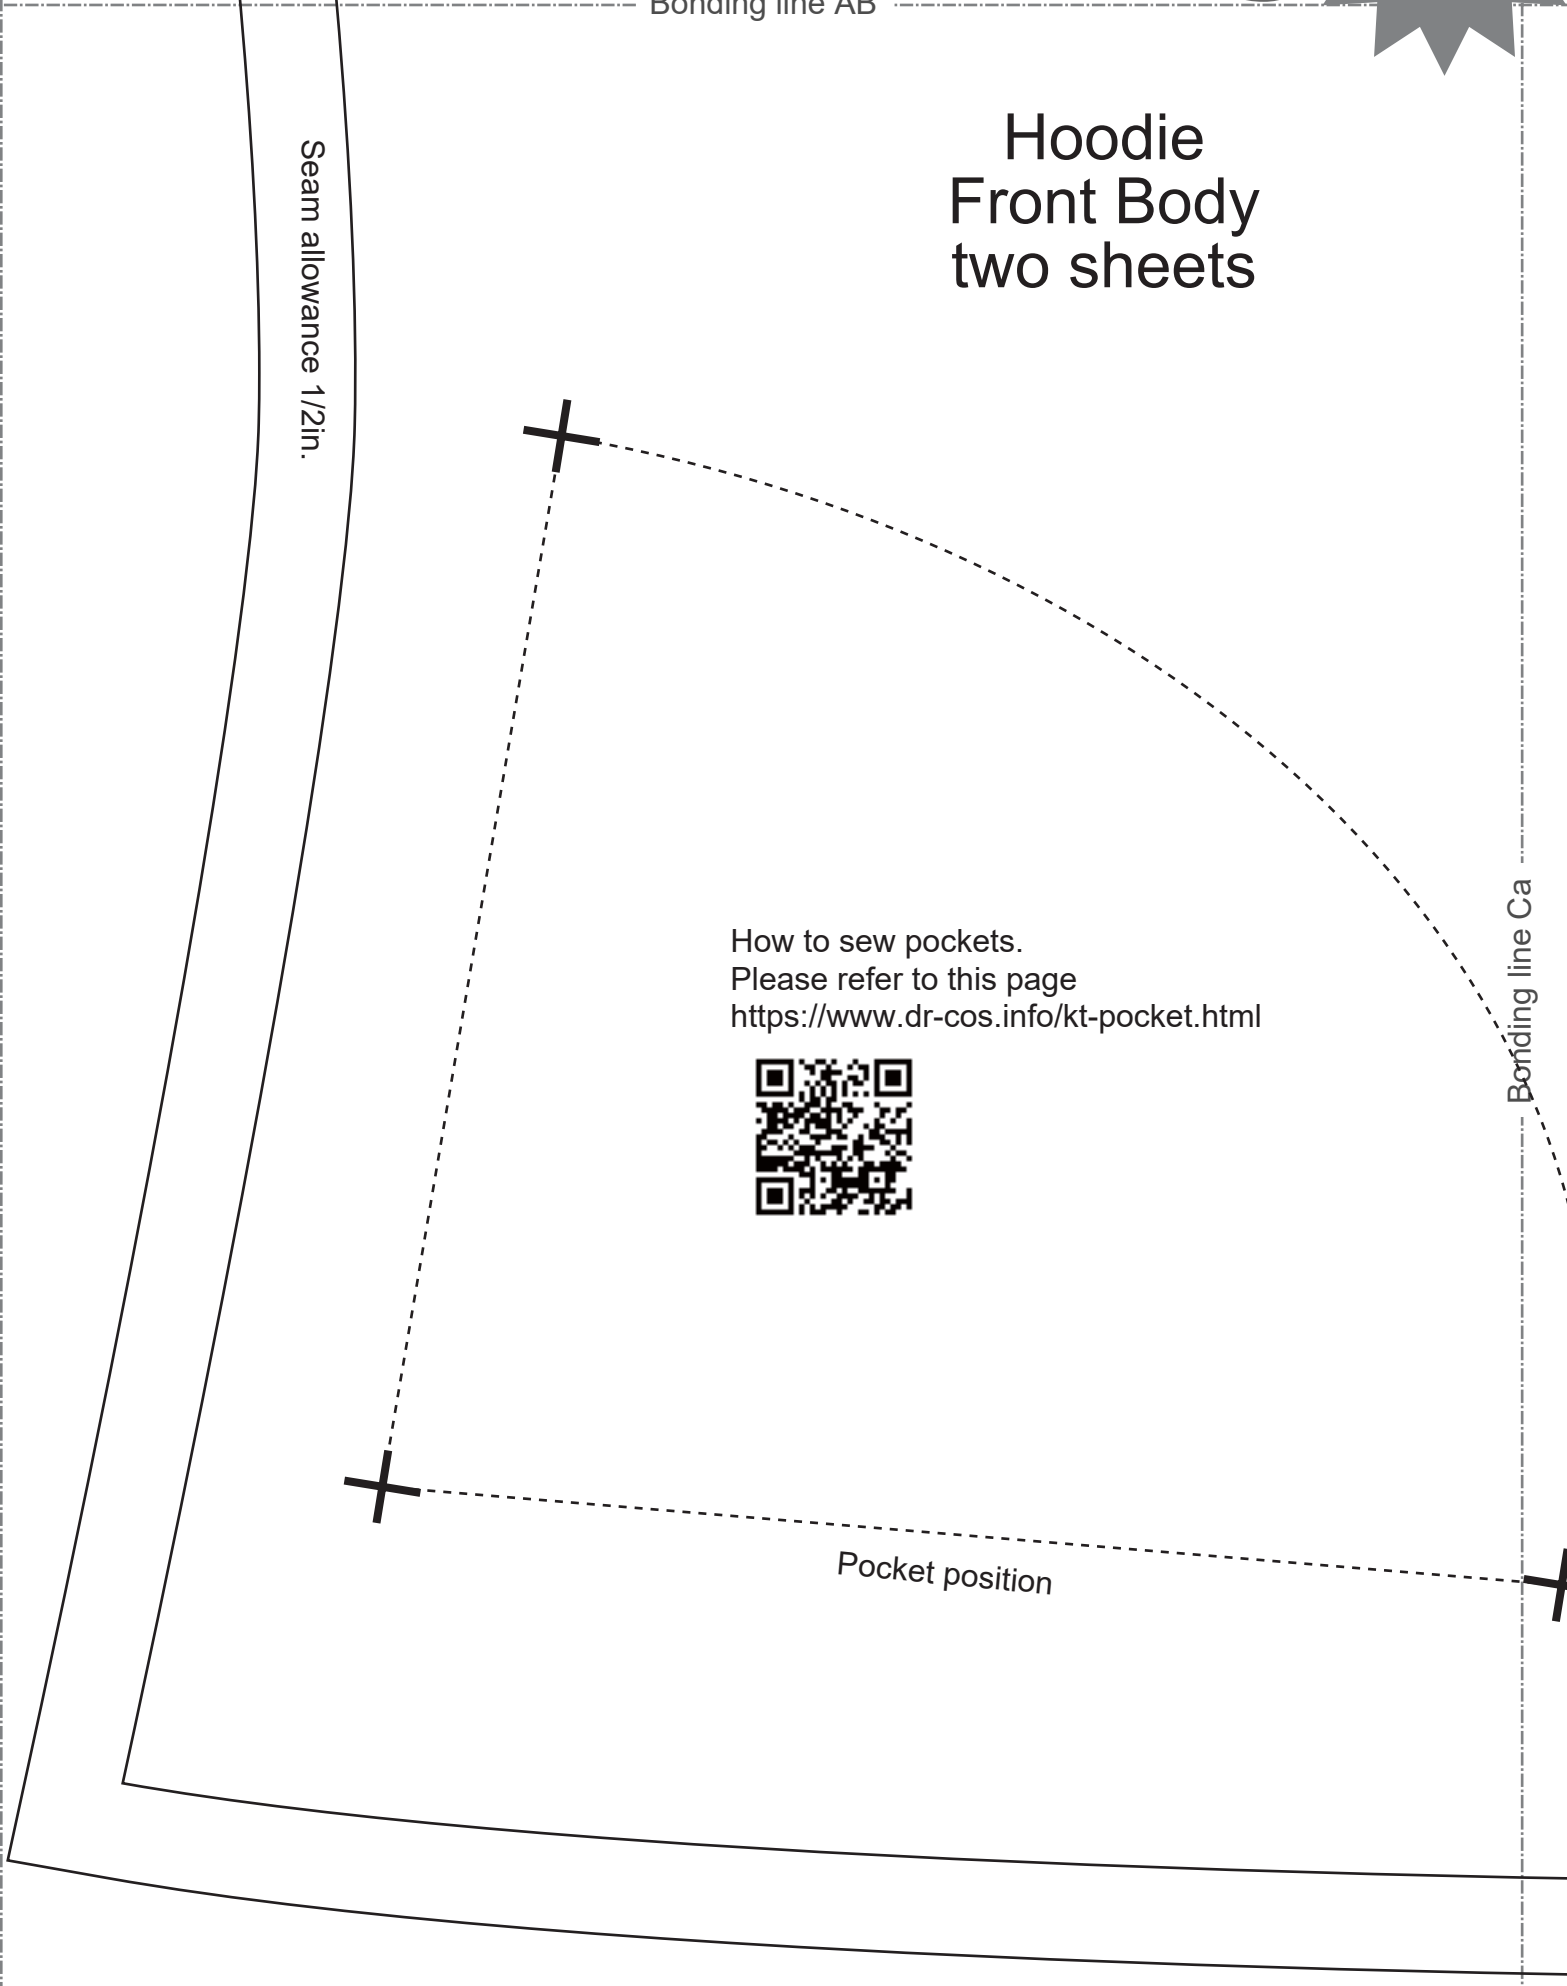 Bonding line AB
Hoodie
Front Body
two sheets
Seam allowance 1/2in.
How to sew pockets.
Please refer to this page
https://www.dr-cos.info/kt-pocket.html
Bonding line Ca
Pocket position